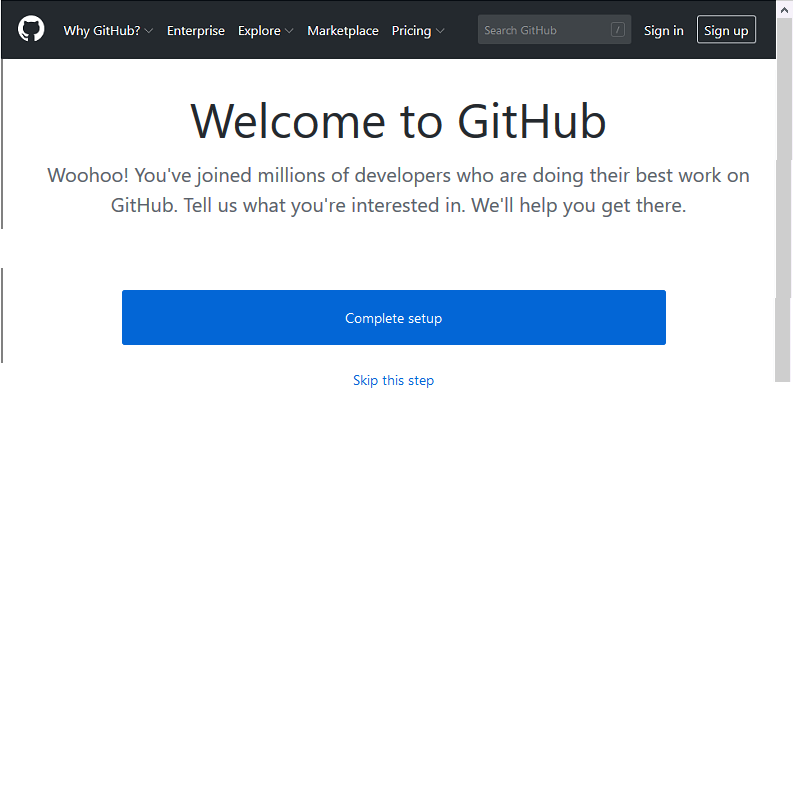 Why GitHub? Enterprise Explore Marketplace Pricing Search GitHub / Sign in Sign up
Welcome to GitHub
Woohoo! You've joined millions of developers who are doing their best work on
GitHub. Tell us what you're interested in. We'll help you get there.
Complete setup
Skip this step